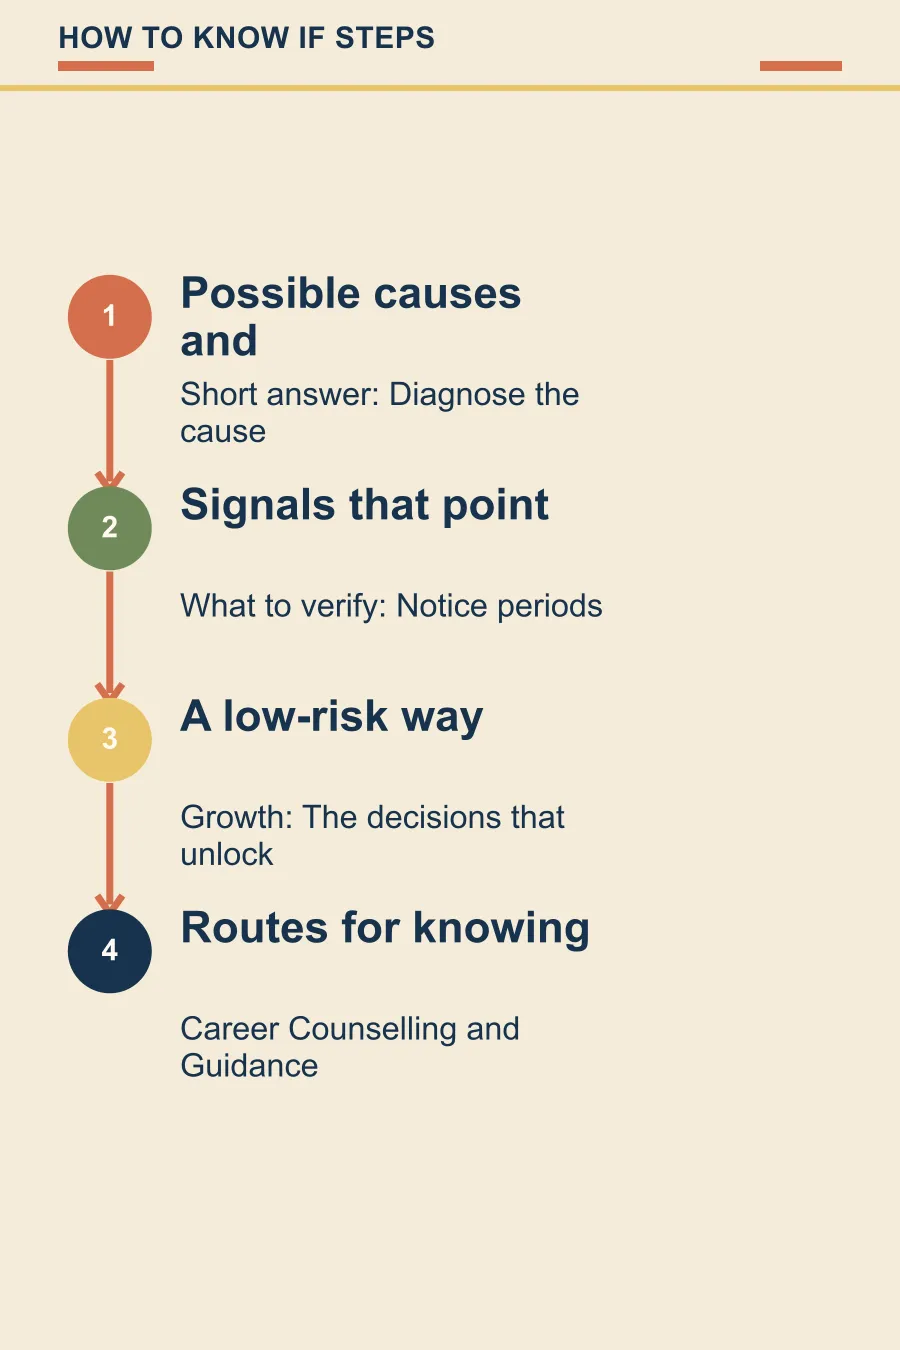 HOW TO KNOW IF STEPS
1
Possible causes
and
Short answer: Diagnose the
cause
2
Signals that point
What to verify: Notice periods
3
A low-risk way
Growth: The decisions that
unlock
4
Routes for knowing
Career Counselling and
Guidance